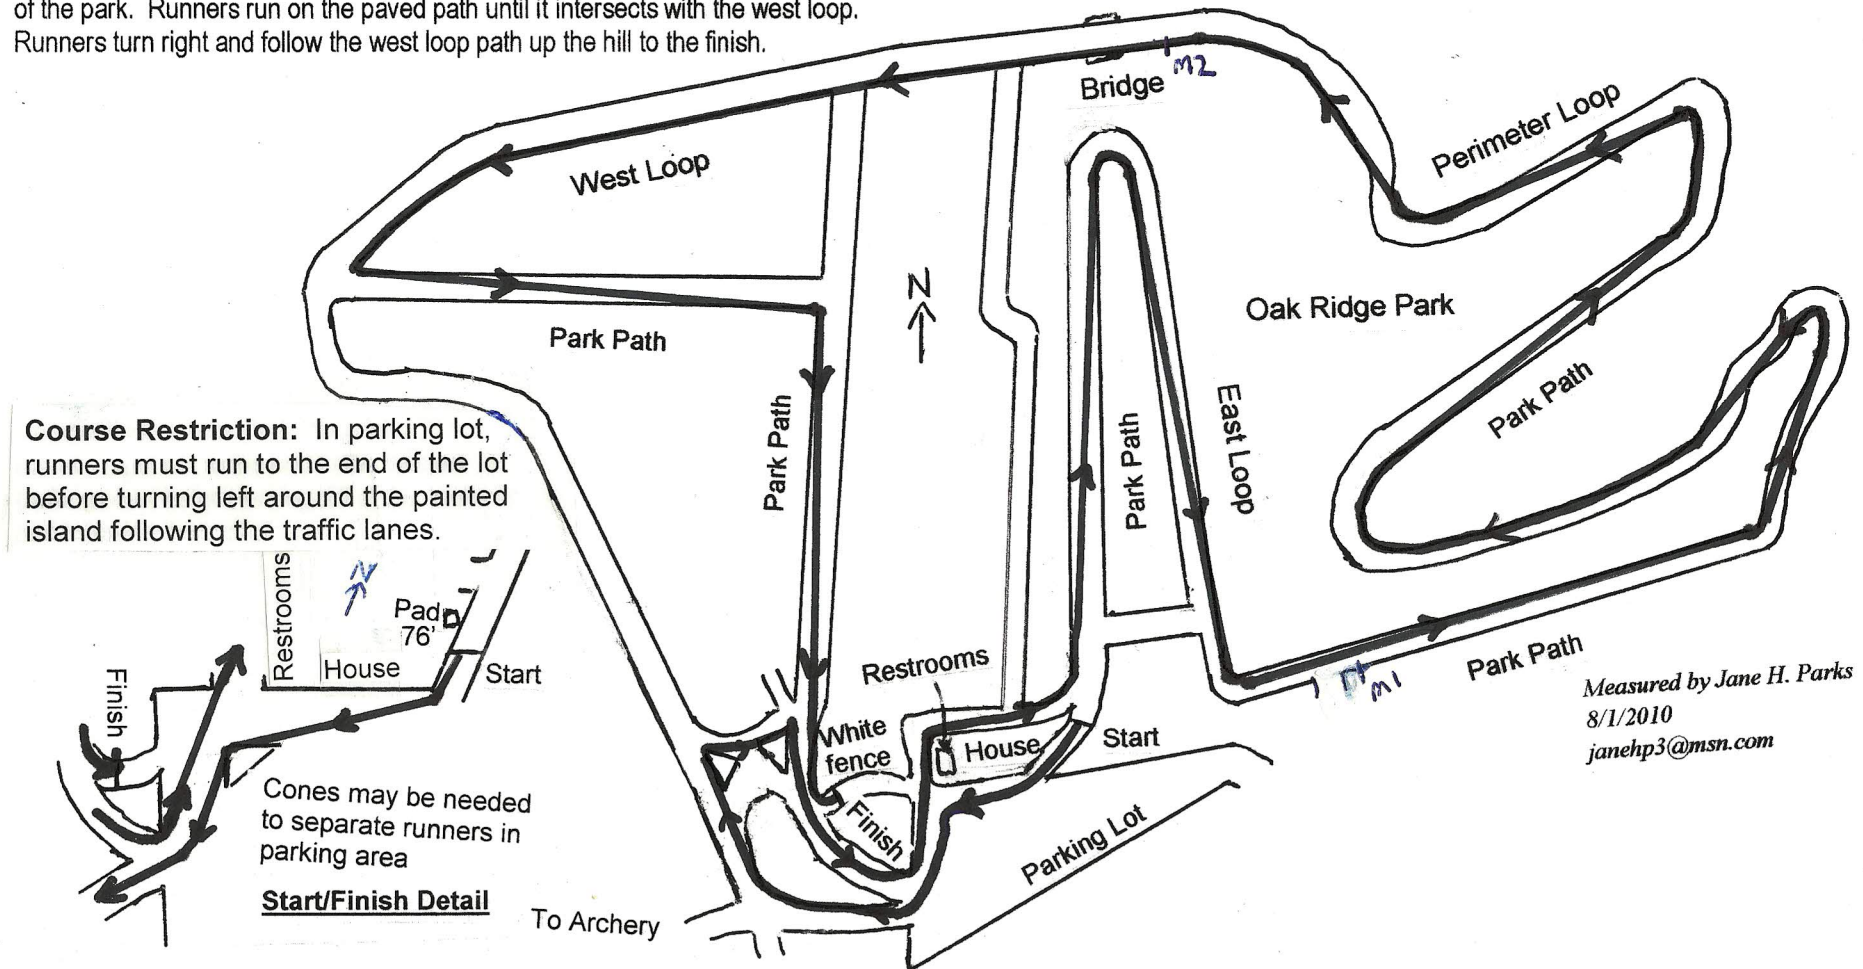 of the park. Runners run on the paved path until it intersects with the west loop.
Runners turn right and follow the west loop path up the hill to the finish.
M2
Bridge
Perimeter Loop
West Loop
N
Oak Ridge Park
Park Path
Park Path
East Loop
Park Path
Park Path
Course Restriction: In parking lot,
runners must run to the end of the lot
before turning left around the painted
island following the traffic lanes.
Restrooms
N
Pad
76'
House
Start
Finish
Cones may be needed
to separate runners in
parking area
Start/Finish Detail
To Archery
Restrooms
White
fence
House
Start
Finish
Parking Lot
M1
Park Path
Measured by Jane H. Parks
8/1/2010
janehp3@msn.com